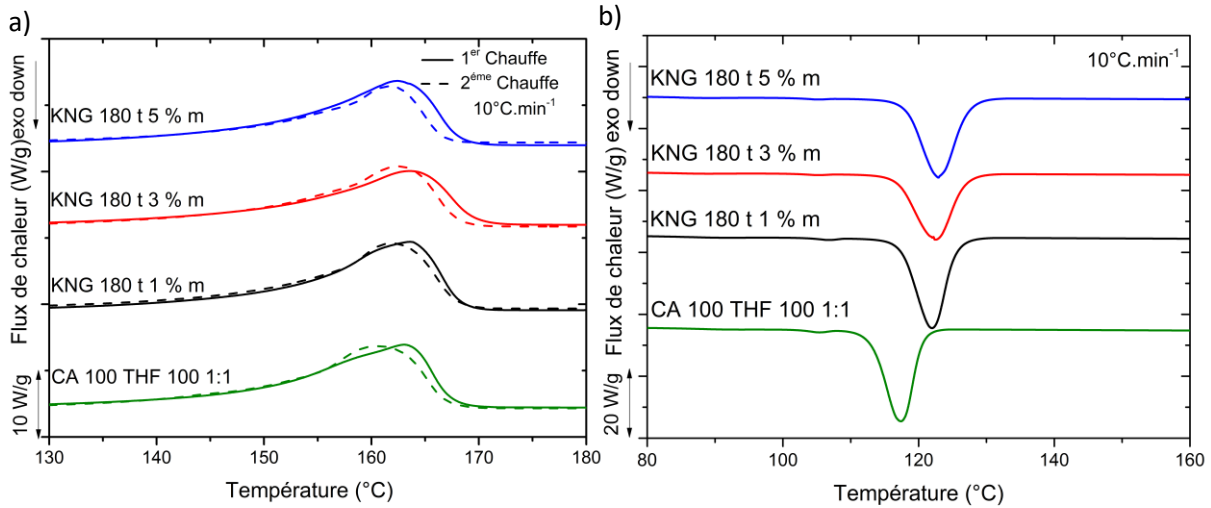 a)
Flux de chaleur (W/g) exo down
10 W/g
1er Chauffe
2éme Chauffe
10°C.min-1
KNG 180 t 5 % m
KNG 180 t 3 % m
KNG 180 t 1 % m
CA 100 THF 100 1:1
130 140 150 160 170 180
Température (°C)
b)
Flux de chaleur (W/g) exo down
20 W/g
10°C.min-1
KNG 180 t 5 % m
KNG 180 t 3 % m
KNG 180 t 1 % m
CA 100 THF 100 1:1
80 100 120 140 160
Température (°C)